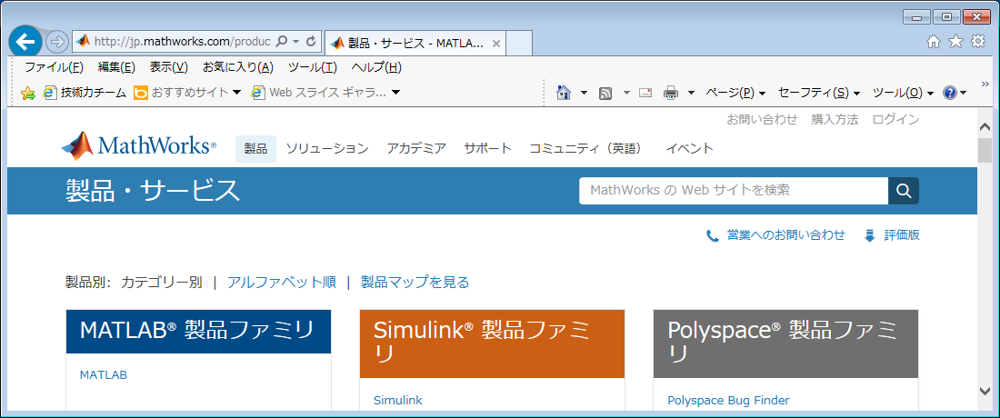 http://jp.mathworks.com/produc
製品・サービス - MATLA...
ファイル(F) 編集(E) 表示(V) お気に入り(A) ツール(T) ヘルプ(H)
技術力チーム おすすめサイト Web スライス ギャラ...
ページ(P) セーフティ(S) ツール(O)
お問い合わせ 購入方法 ログイン
MathWorks® 製品 ソリューション アカデミア サポート コミュニティ（英語） イベント
製品・サービス
MathWorks の Web サイトを検索
営業へのお問い合わせ 評価版
製品別: カテゴリー別 | アルファベット順 | 製品マップを見る
MATLAB® 製品ファミリ
MATLAB
Simulink® 製品ファミ
リ
Simulink
Polyspace® 製品ファミ
リ
Polyspace Bug Finder